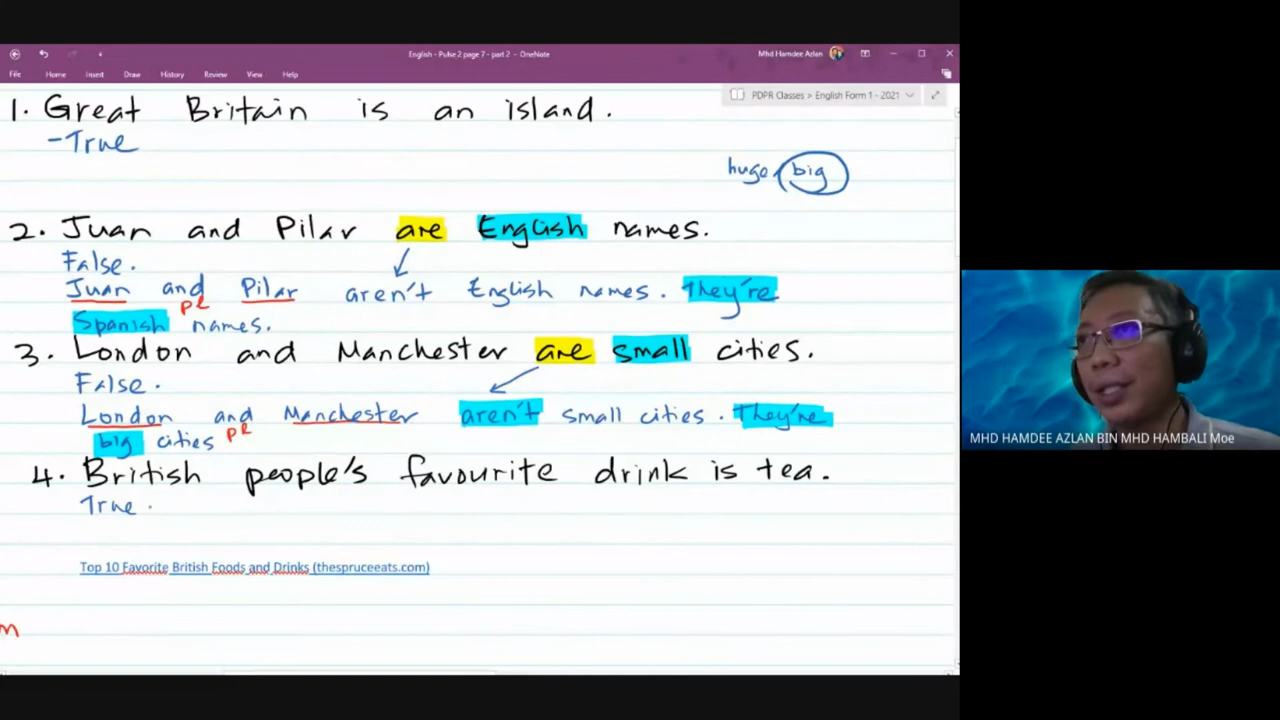 English - Pulse 2 page 7 - part 2 – OneNote
Mhd Hamdee Azlan
File Home Insert Draw History Review View Help
PDPR Classes > English Form 1 - 2021
1. Great Britain is an island.
-True
huge big
2. Juan and Pilar are English names.
False.
Juan and Pilar aren't English names. They're
pl
Spanish names.
3. London and Manchester are small cities.
False.
London and Manchester aren't small cities. They're
big cities pl
4. British people's favourite drink is tea.
True.
Top 10 Favorite British Foods and Drinks (thespruceeats.com)
m
MHD HAMDEE AZLAN BIN MHD HAMBALI Moe